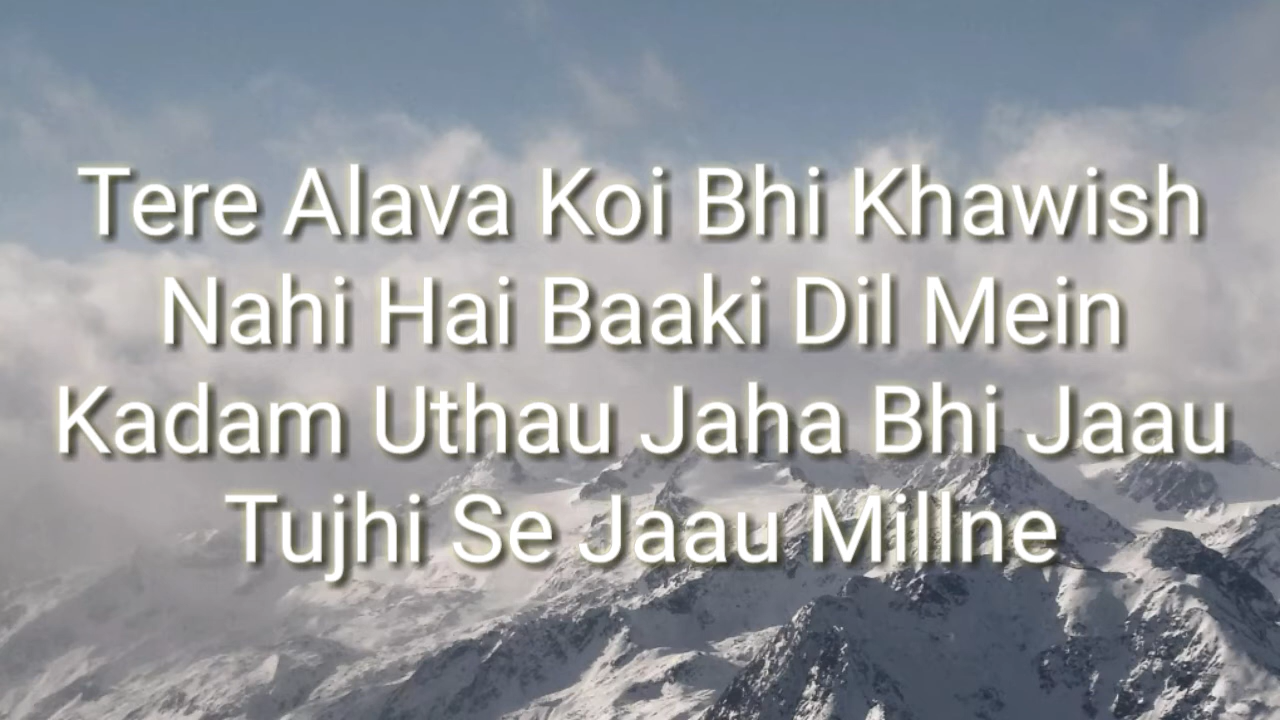 Tere Alava Koi Bhi Khawish
Nahi Hai Baaki Dil Mein
Kadam Uthau Jaha Bhi Jaau
Tujhi Se Jaau Millne